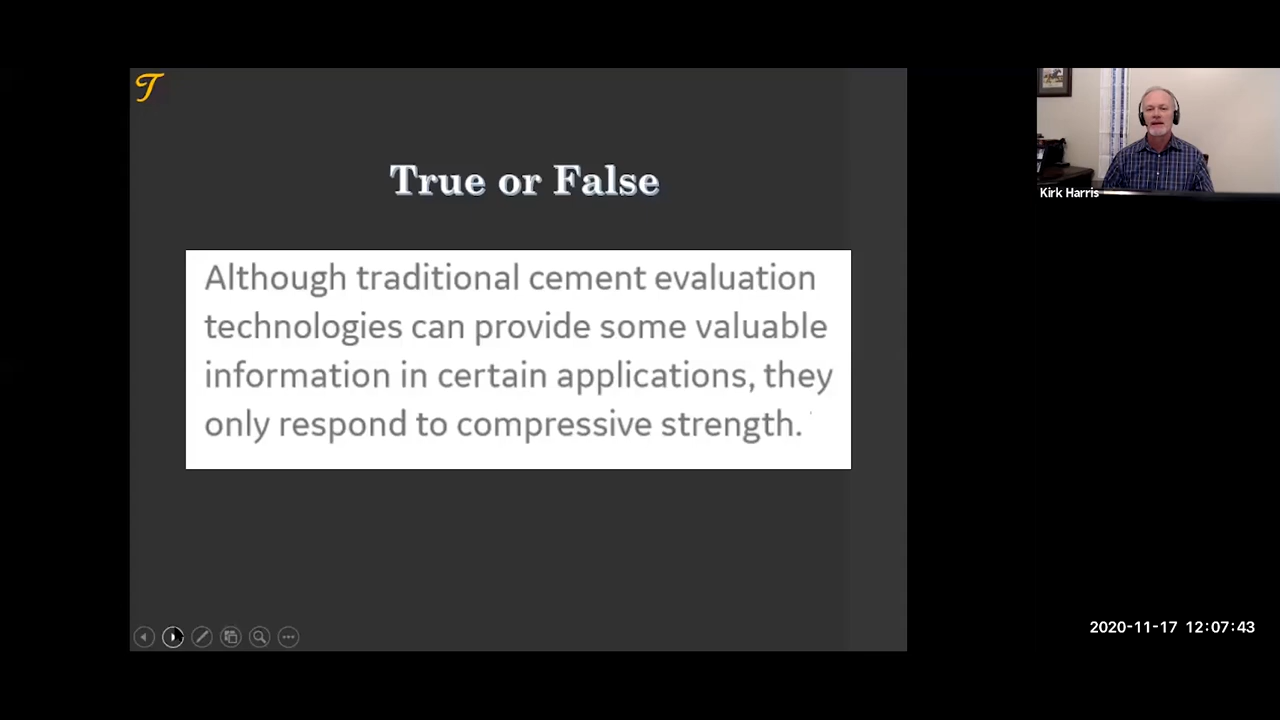 T
True or False
Although traditional cement evaluation
technologies can provide some valuable
information in certain applications, they
only respond to compressive strength.
Kirk Harris
2020-11-17 12:07:43